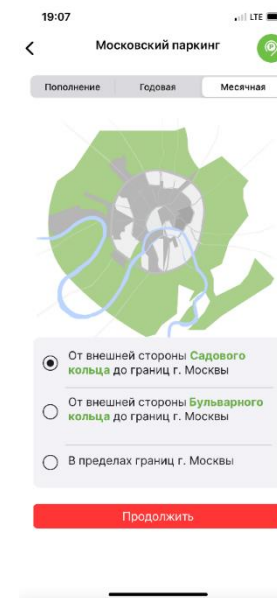 19:07
LTE
Московский паркинг
Пополнение Годовая Месячная
От внешней стороны Садового
кольца до границ г. Москвы
От внешней стороны Бульварного
кольца до границ г. Москвы
В пределах границ г. Москвы
Продолжить